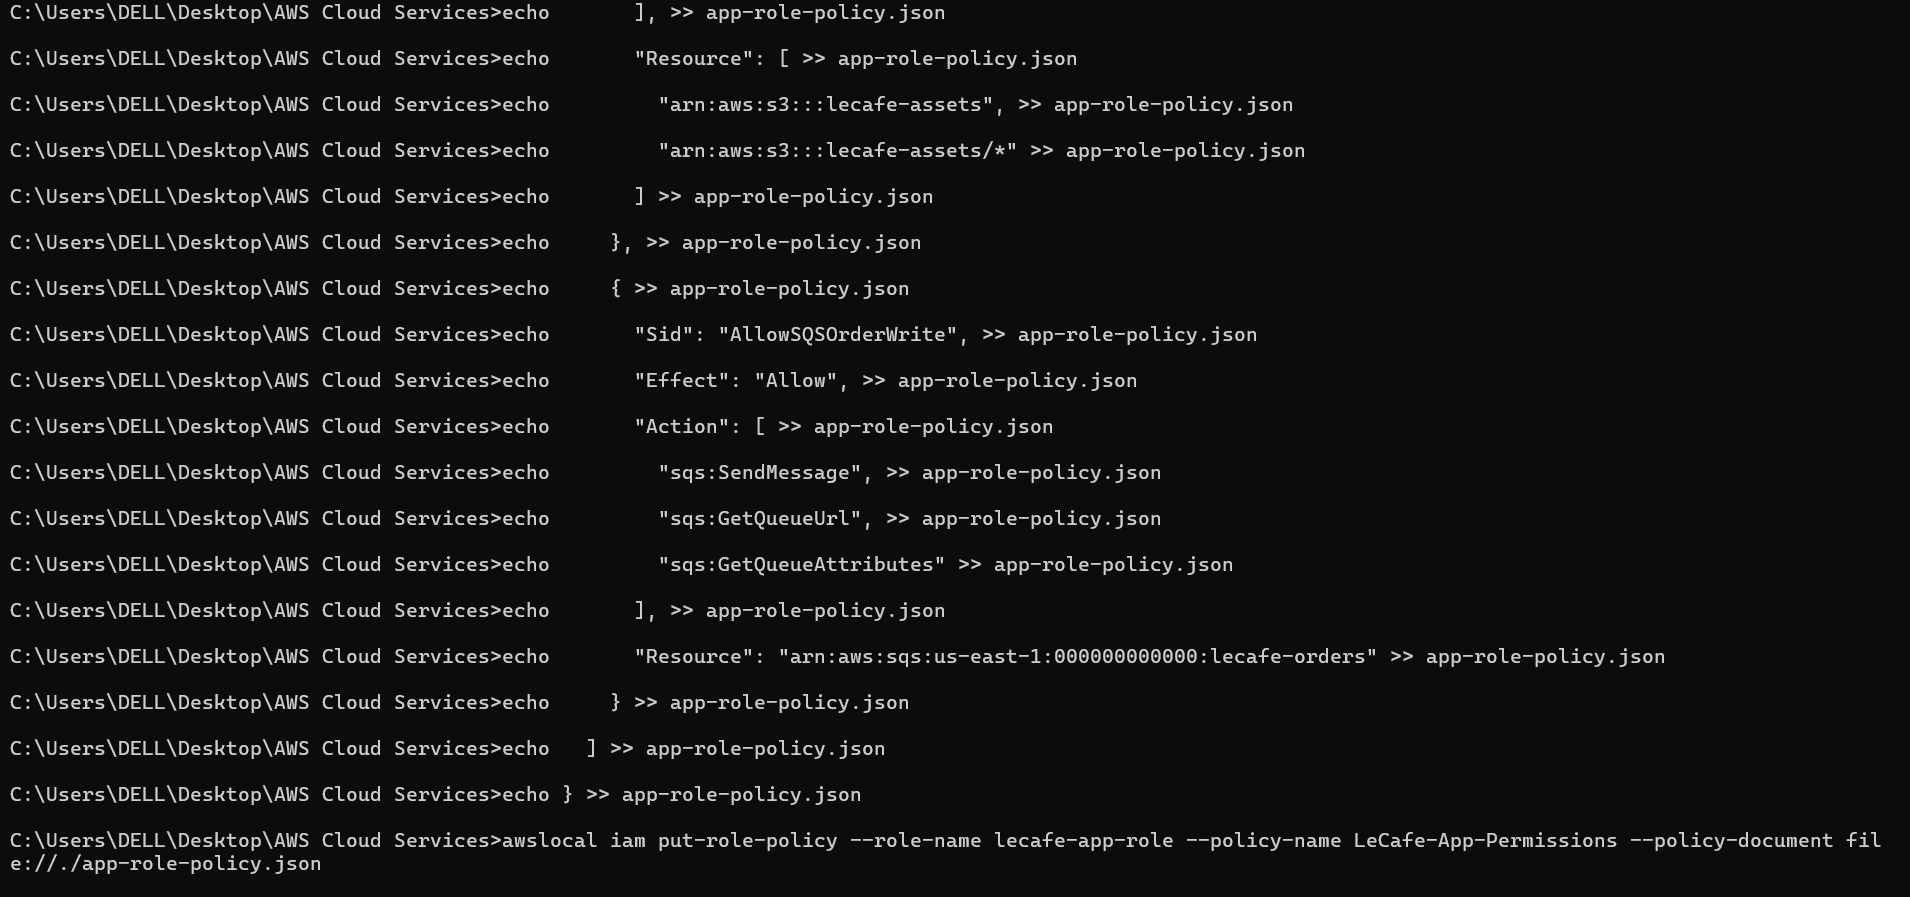 C:\Users\DELL\Desktop\AWS Cloud Services>echo       ], >> app-role-policy.json
C:\Users\DELL\Desktop\AWS Cloud Services>echo       "Resource": [ >> app-role-policy.json
C:\Users\DELL\Desktop\AWS Cloud Services>echo         "arn:aws:s3:::lecafe-assets", >> app-role-policy.json
C:\Users\DELL\Desktop\AWS Cloud Services>echo         "arn:aws:s3:::lecafe-assets/*" >> app-role-policy.json
C:\Users\DELL\Desktop\AWS Cloud Services>echo       ] >> app-role-policy.json
C:\Users\DELL\Desktop\AWS Cloud Services>echo     }, >> app-role-policy.json
C:\Users\DELL\Desktop\AWS Cloud Services>echo     { >> app-role-policy.json
C:\Users\DELL\Desktop\AWS Cloud Services>echo       "Sid": "AllowSQSOrderWrite", >> app-role-policy.json
C:\Users\DELL\Desktop\AWS Cloud Services>echo       "Effect": "Allow", >> app-role-policy.json
C:\Users\DELL\Desktop\AWS Cloud Services>echo       "Action": [ >> app-role-policy.json
C:\Users\DELL\Desktop\AWS Cloud Services>echo         "sqs:SendMessage", >> app-role-policy.json
C:\Users\DELL\Desktop\AWS Cloud Services>echo         "sqs:GetQueueUrl", >> app-role-policy.json
C:\Users\DELL\Desktop\AWS Cloud Services>echo         "sqs:GetQueueAttributes" >> app-role-policy.json
C:\Users\DELL\Desktop\AWS Cloud Services>echo       ], >> app-role-policy.json
C:\Users\DELL\Desktop\AWS Cloud Services>echo       "Resource": "arn:aws:sqs:us-east-1:000000000000:lecafe-orders" >> app-role-policy.json
C:\Users\DELL\Desktop\AWS Cloud Services>echo     } >> app-role-policy.json
C:\Users\DELL\Desktop\AWS Cloud Services>echo   ] >> app-role-policy.json
C:\Users\DELL\Desktop\AWS Cloud Services>echo } >> app-role-policy.json
C:\Users\DELL\Desktop\AWS Cloud Services>awslocal iam put-role-policy --role-name lecafe-app-role --policy-name LeCafe-App-Permissions --policy-document fil
e://./app-role-policy.json